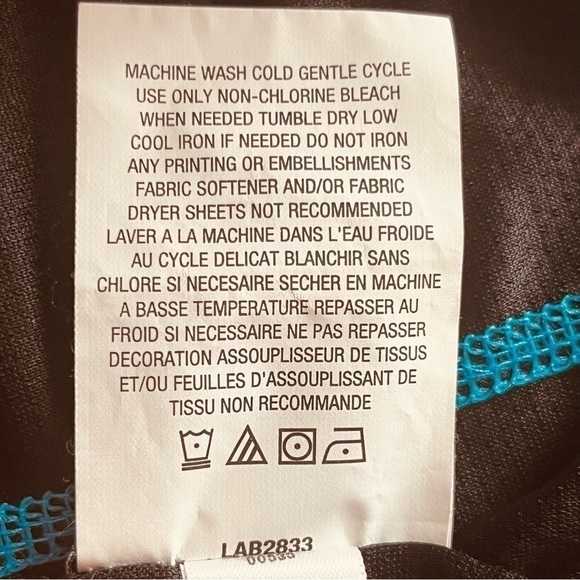 MACHINE WASH COLD GENTLE CYCLE
USE ONLY NON-CHLORINE BLEACH
WHEN NEEDED TUMBLE DRY LOW
COOL IRON IF NEEDED DO NOT IRON
ANY PRINTING OR EMBELLISHMENTS
FABRIC SOFTENER AND/OR FABRIC
DRYER SHEETS NOT RECOMMENDED
LAVER A LA MACHINE DANS L'EAU FROIDE
AU CYCLE DELICAT BLANCHIR SANS
CHLORE SI NECESAIRE SECHER EN MACHINE
A BASSE TEMPERATURE REPASSER AU
FROID SI NECESSAIRE NE PAS REPASSER
DECORATION ASSOUPLISSEUR DE TISSUS
ET/OU FEUILLES D'ASSOUPLISSANT DE
TISSU NON RECOMMANDE
LAB2833